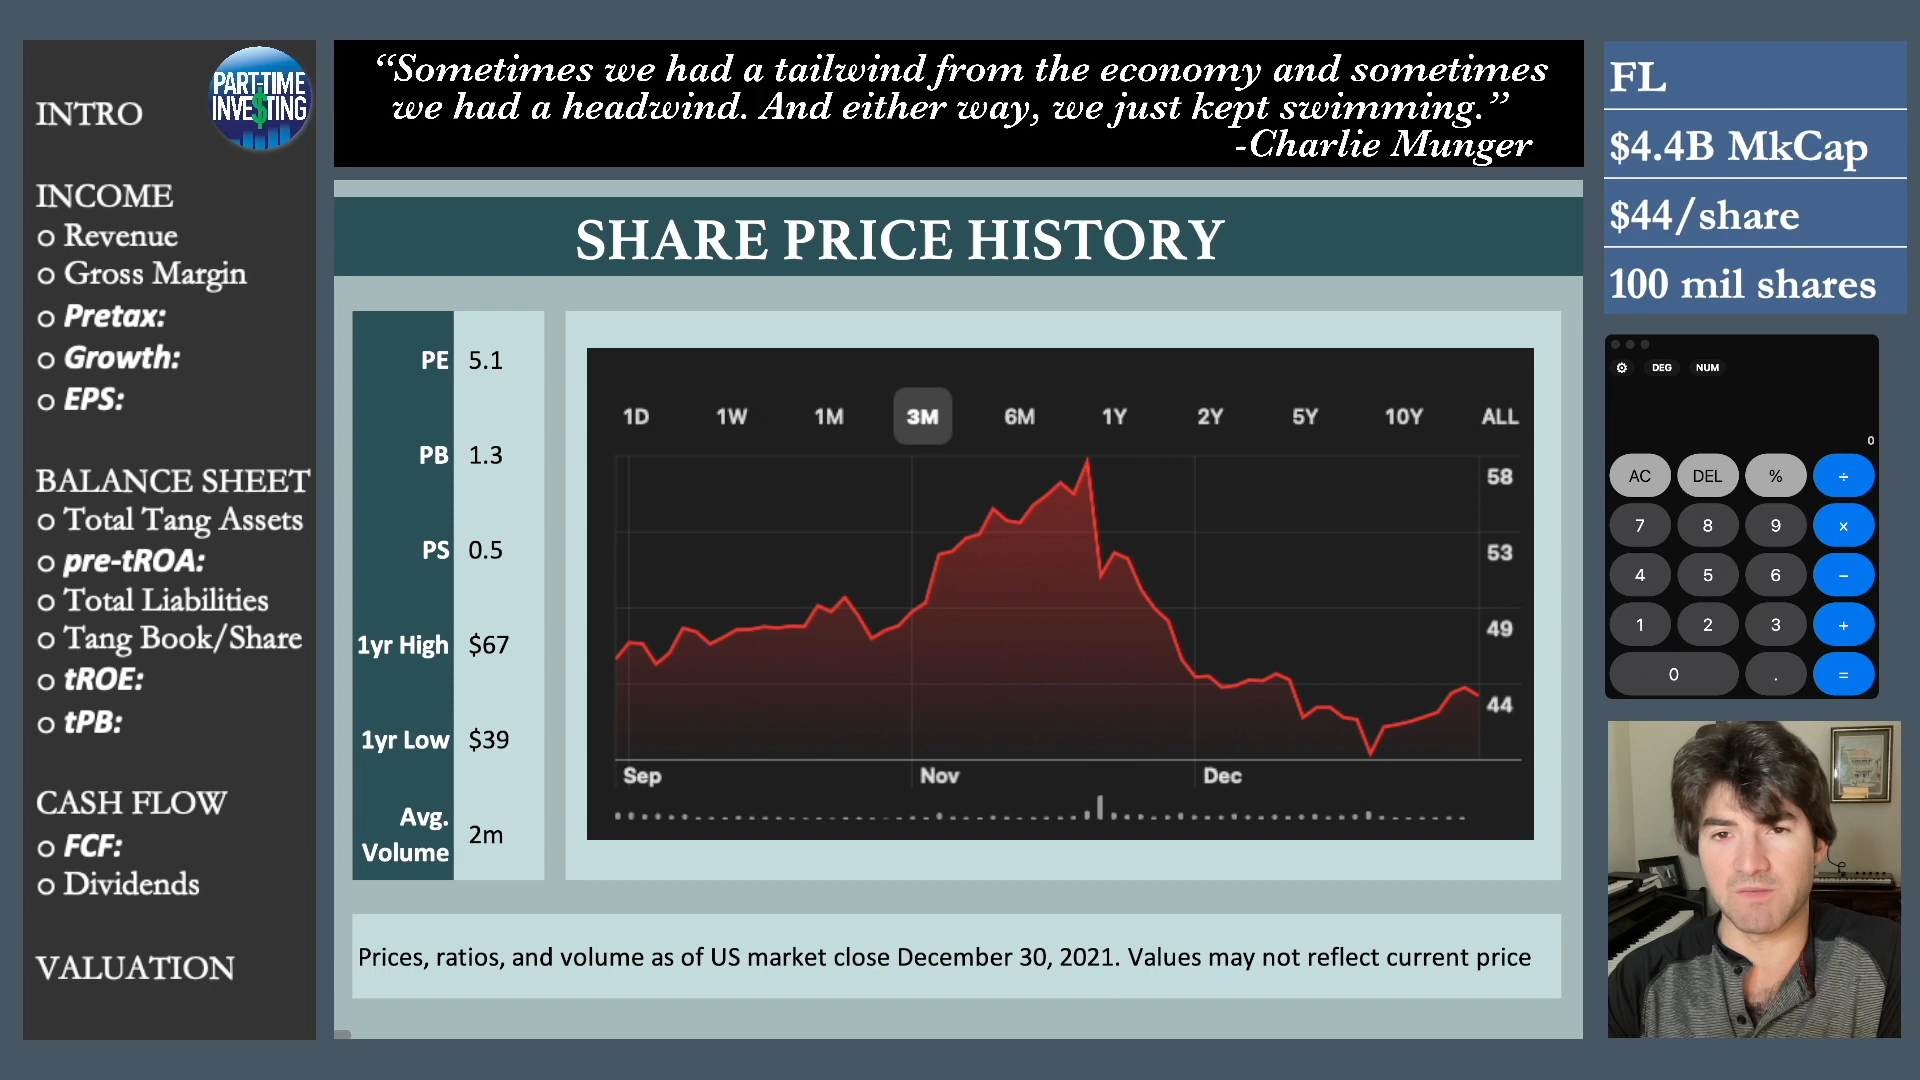 INTRO
PART-TIME
INVE$TING
INCOME
Revenue
Gross Margin
Pretax:
Growth:
EPS:
BALANCE SHEET
Total Tang Assets
pre-tROA:
Total Liabilities
Tang Book/Share
tROE:
tPB:
CASH FLOW
FCF:
Dividends
VALUATION
“Sometimes we had a tailwind from the economy and sometimes
we had a headwind. And either way, we just kept swimming.”
-Charlie Munger
SHARE PRICE HISTORY
PE 5.1
PB 1.3
PS 0.5
1yr High $67
1yr Low $39
Avg.
Volume 2m
1D 1W 1M 3M 6M 1Y 2Y 5Y 10Y ALL
58
53
49
44
Sep Nov Dec
Prices, ratios, and volume as of US market close December 30, 2021. Values may not reflect current price
FL
$4.4B MkCap
$44/share
100 mil shares
DEG NUM
0
AC DEL % ÷
7 8 9 ×
4 5 6 −
1 2 3 +
0 . =